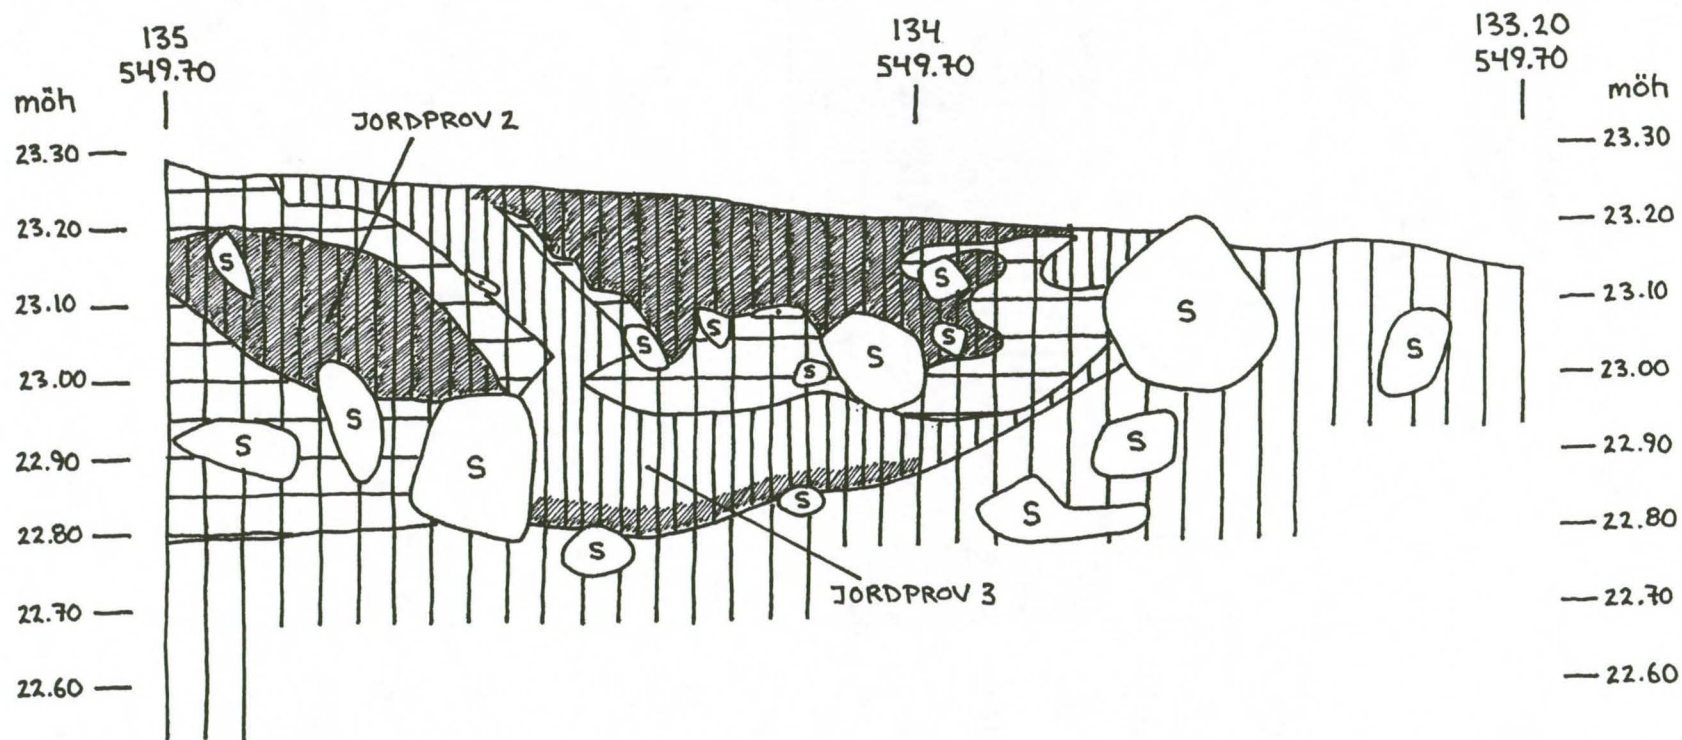 135
549.70
134
549.70
133.20
549.70
möh
möh
JORDPROV 2
23.30
23.30
23.20
23.20
S
S
23.10
23.10
S
S
S
S
S
S
S
23.00
23.00
S
S
S
22.90
22.90
S
S
S
22.80
22.80
S
JORDPROV 3
22.70
22.70
22.60
22.60